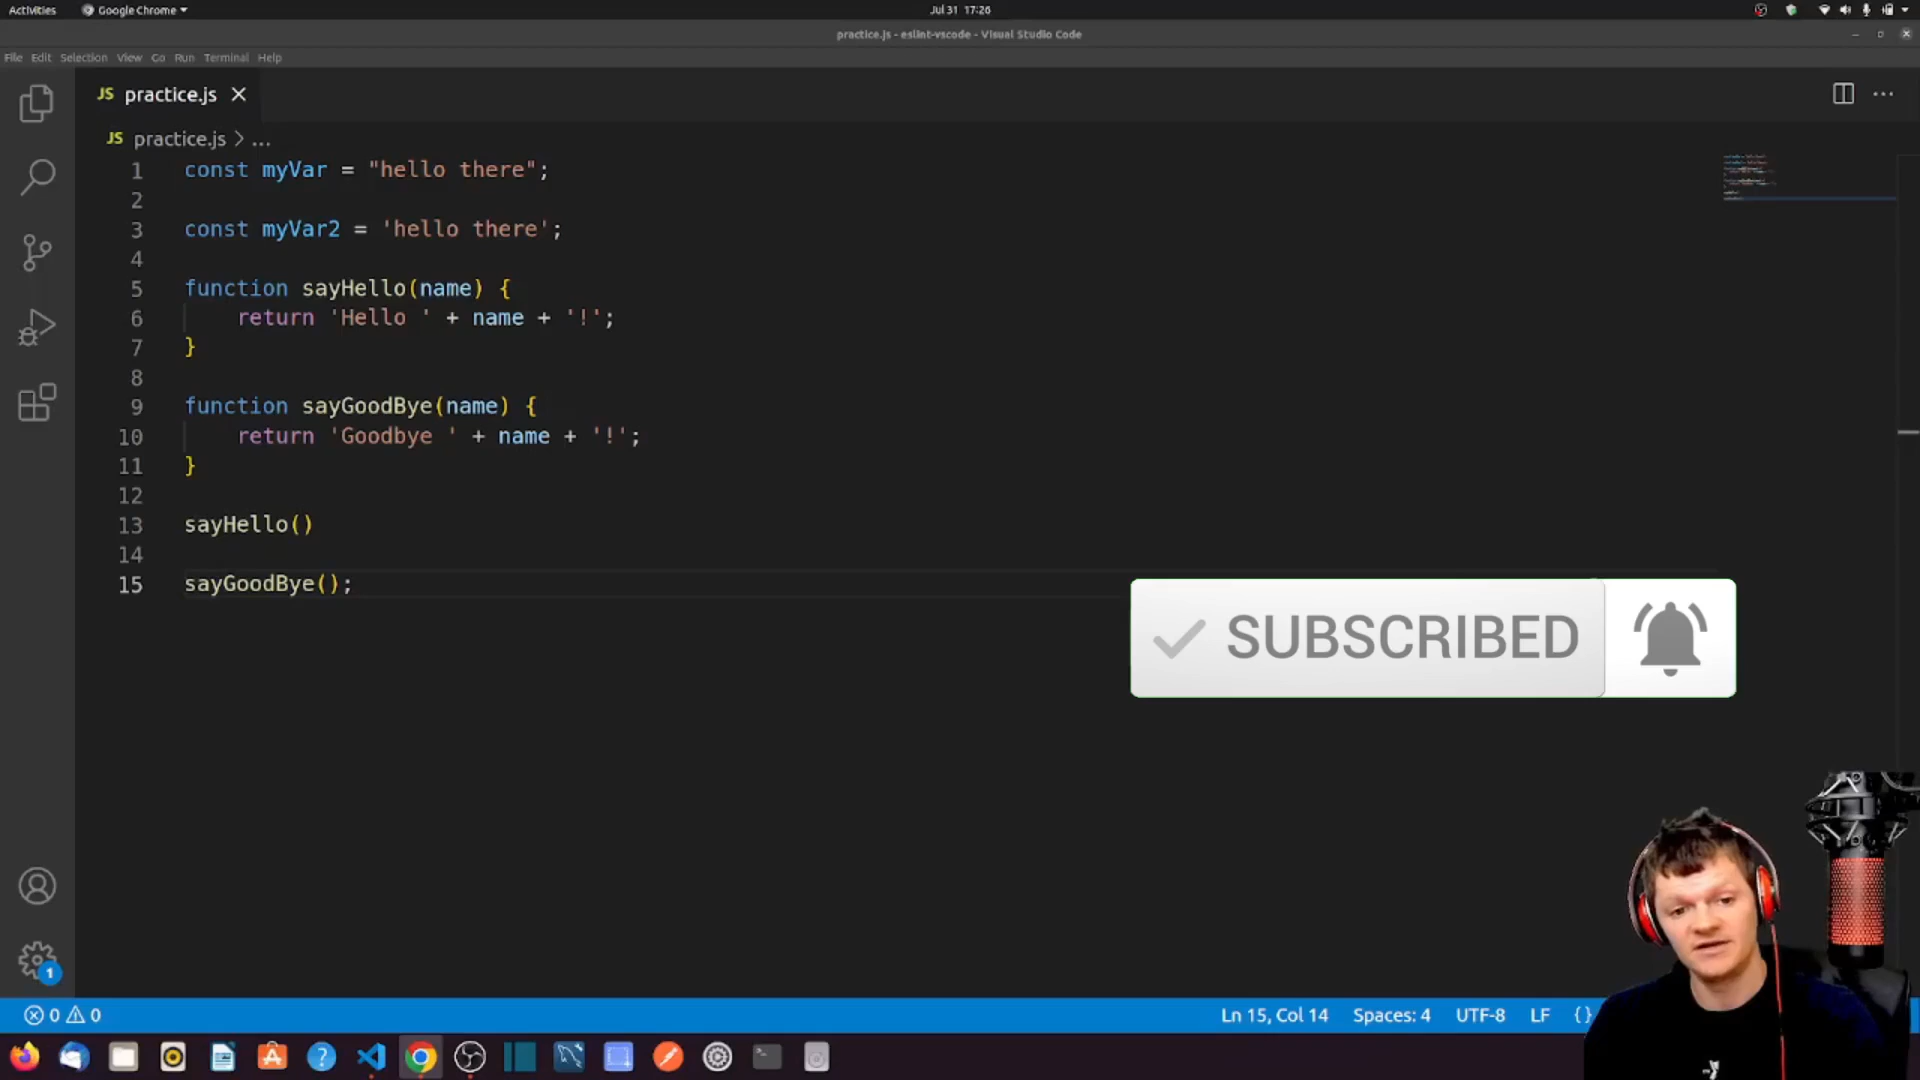 Activities
Google Chrome
Jul 31 17:26
practice.js - eslint-vscode - Visual Studio Code
File Edit Selection View Go Run Terminal Help
JS practice.js
JS practice.js > ...
1 const myVar = "hello there";
2
3 const myVar2 = 'hello there';
4
5 function sayHello(name) {
6 return 'Hello ' + name + '!';
7 }
8
9 function sayGoodBye(name) {
10 return 'Goodbye ' + name + '!';
11 }
12
13 sayHello()
14
15 sayGoodBye();
SUBSCRIBED
1
0 0
Ln 15, Col 14 Spaces: 4 UTF-8 LF {}